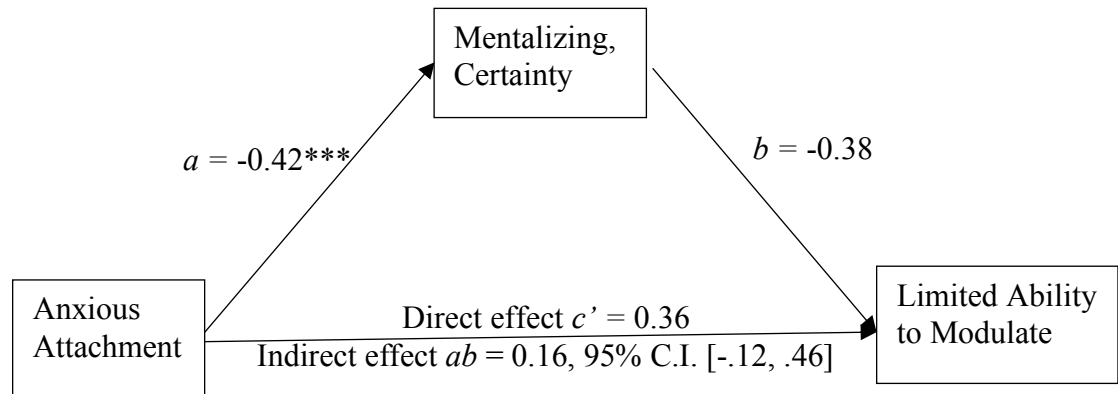 Mentalizing,
Certainty
a = -0.42***
b = -0.38
Anxious
Attachment
Direct effect c’ = 0.36
Indirect effect ab = 0.16, 95% C.I. [-.12, .46]
Limited Ability
to Modulate